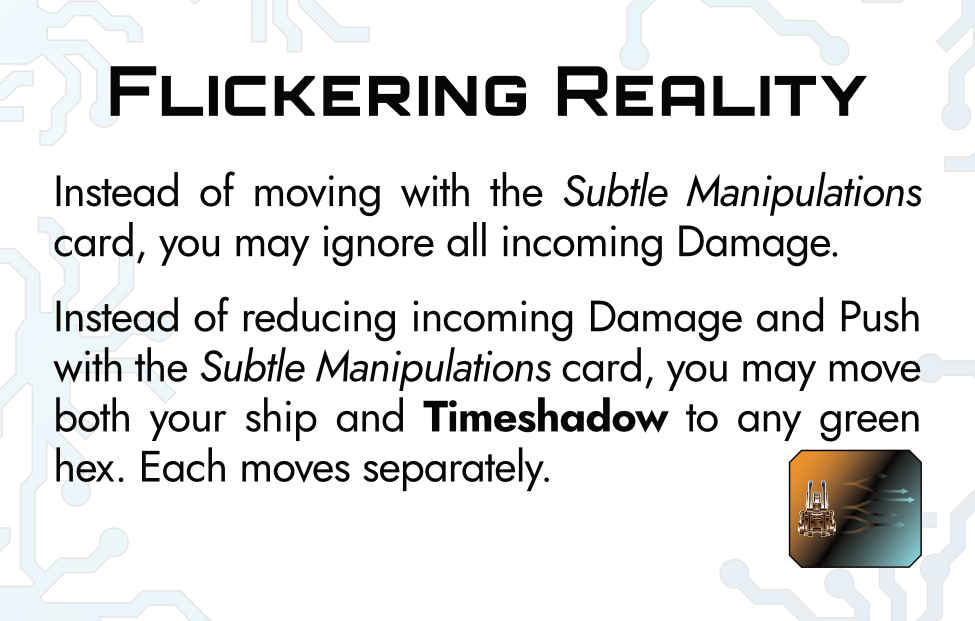 Flickering Reality
Instead of moving with the Subtle Manipulations
card, you may ignore all incoming Damage.
Instead of reducing incoming Damage and Push
with the Subtle Manipulations card, you may move
both your ship and Timeshadow to any green
hex. Each moves separately.